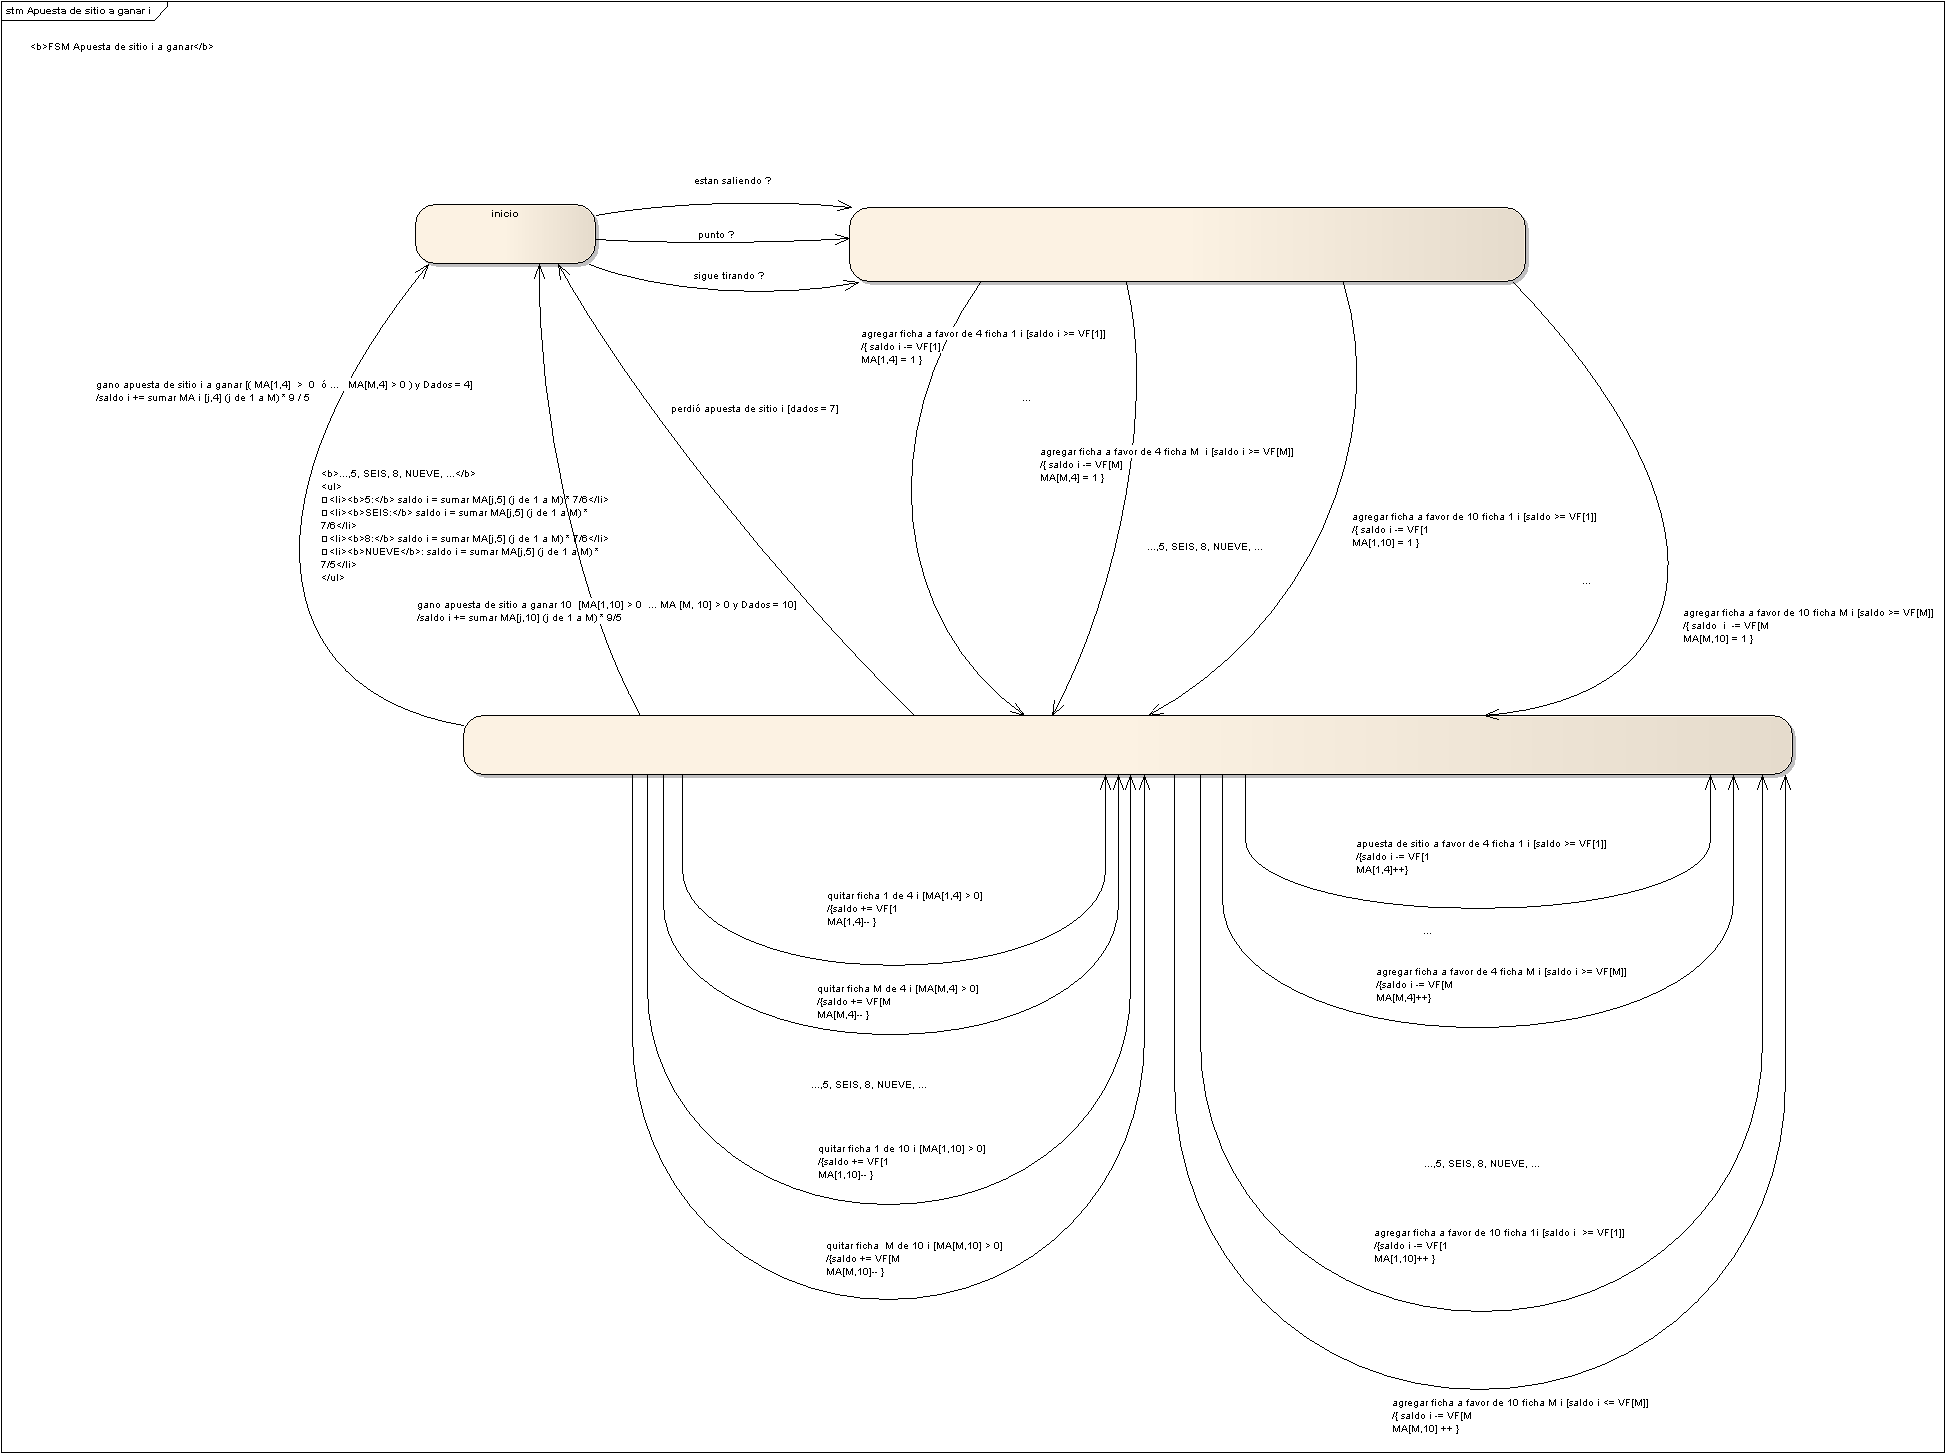 stm Apuesta de sitio a ganar i
<b>FSM Apuesta de sitio i a ganar</b>
estan saliendo ?
inicio
punto ?
sigue tirando ?
agregar ficha a favor de 4 ficha 1 i [saldo i >= VF[1]]
/{ saldo i -= VF[1]
MA[1,4] = 1 }
gano apuesta de sitio i a ganar [( MA[1,4]  >  0  ó ...   MA[M,4] > 0 ) y Dados = 4]
/saldo i += sumar MA i [j,4] (j de 1 a M) * 9 / 5
...
perdió apuesta de sitio i [dados = 7]
agregar ficha a favor de 4 ficha M  i [saldo i >= VF[M]]
/{ saldo i -= VF[M]
MA[M,4] = 1 }
<b>...,5, SEIS, 8, NUEVE, ...</b>
<ul>
<li><b>5:</b> saldo i = sumar MA[j,5] (j de 1 a M) * 7/6</li>
<li><b>SEIS:</b> saldo i = sumar MA[j,5] (j de 1 a M) *
7/6</li>
<li><b>8:</b> saldo i = sumar MA[j,5] (j de 1 a M) * 7/6</li>
<li><b>NUEVE</b>: saldo i = sumar MA[j,5] (j de 1 a M) *
7/5</li>
</ul>
agregar ficha a favor de 10 ficha 1 i [saldo >= VF[1]]
/{ saldo i -= VF[1
MA[1,10] = 1 }
...,5, SEIS, 8, NUEVE, ...
...
gano apuesta de sitio a ganar 10  [MA[1,10] > 0  ... MA [M, 10] > 0 y Dados = 10]
/saldo i += sumar MA[j,10] (j de 1 a M) * 9/5
agregar ficha a favor de 10 ficha M i [saldo >= VF[M]]
/{ saldo  i  -= VF[M
MA[M,10] = 1 }
apuesta de sitio a favor de 4 ficha 1 i [saldo >= VF[1]]
/{saldo i -= VF[1
MA[1,4]++}
quitar ficha 1 de 4 i [MA[1,4] > 0]
/{saldo += VF[1
MA[1,4]-- }
...
agregar ficha a favor de 4 ficha M i [saldo i >= VF[M]]
/{saldo i -= VF[M
MA[M,4]++}
quitar ficha M de 4 i [MA[M,4] > 0]
/{saldo += VF[M
MA[M,4]-- }
...,5, SEIS, 8, NUEVE, ...
quitar ficha 1 de 10 i [MA[1,10] > 0]
/{saldo += VF[1
MA[1,10]-- }
...,5, SEIS, 8, NUEVE, ...
agregar ficha a favor de 10 ficha 1i [saldo i  >= VF[1]]
/{saldo i -= VF[1
MA[1,10]++ }
quitar ficha  M de 10 i [MA[M,10] > 0]
/{saldo += VF[M
MA[M,10]-- }
agregar ficha a favor de 10 ficha M i [saldo i <= VF[M]]
/{ saldo i -= VF[M
MA[M,10] ++ }